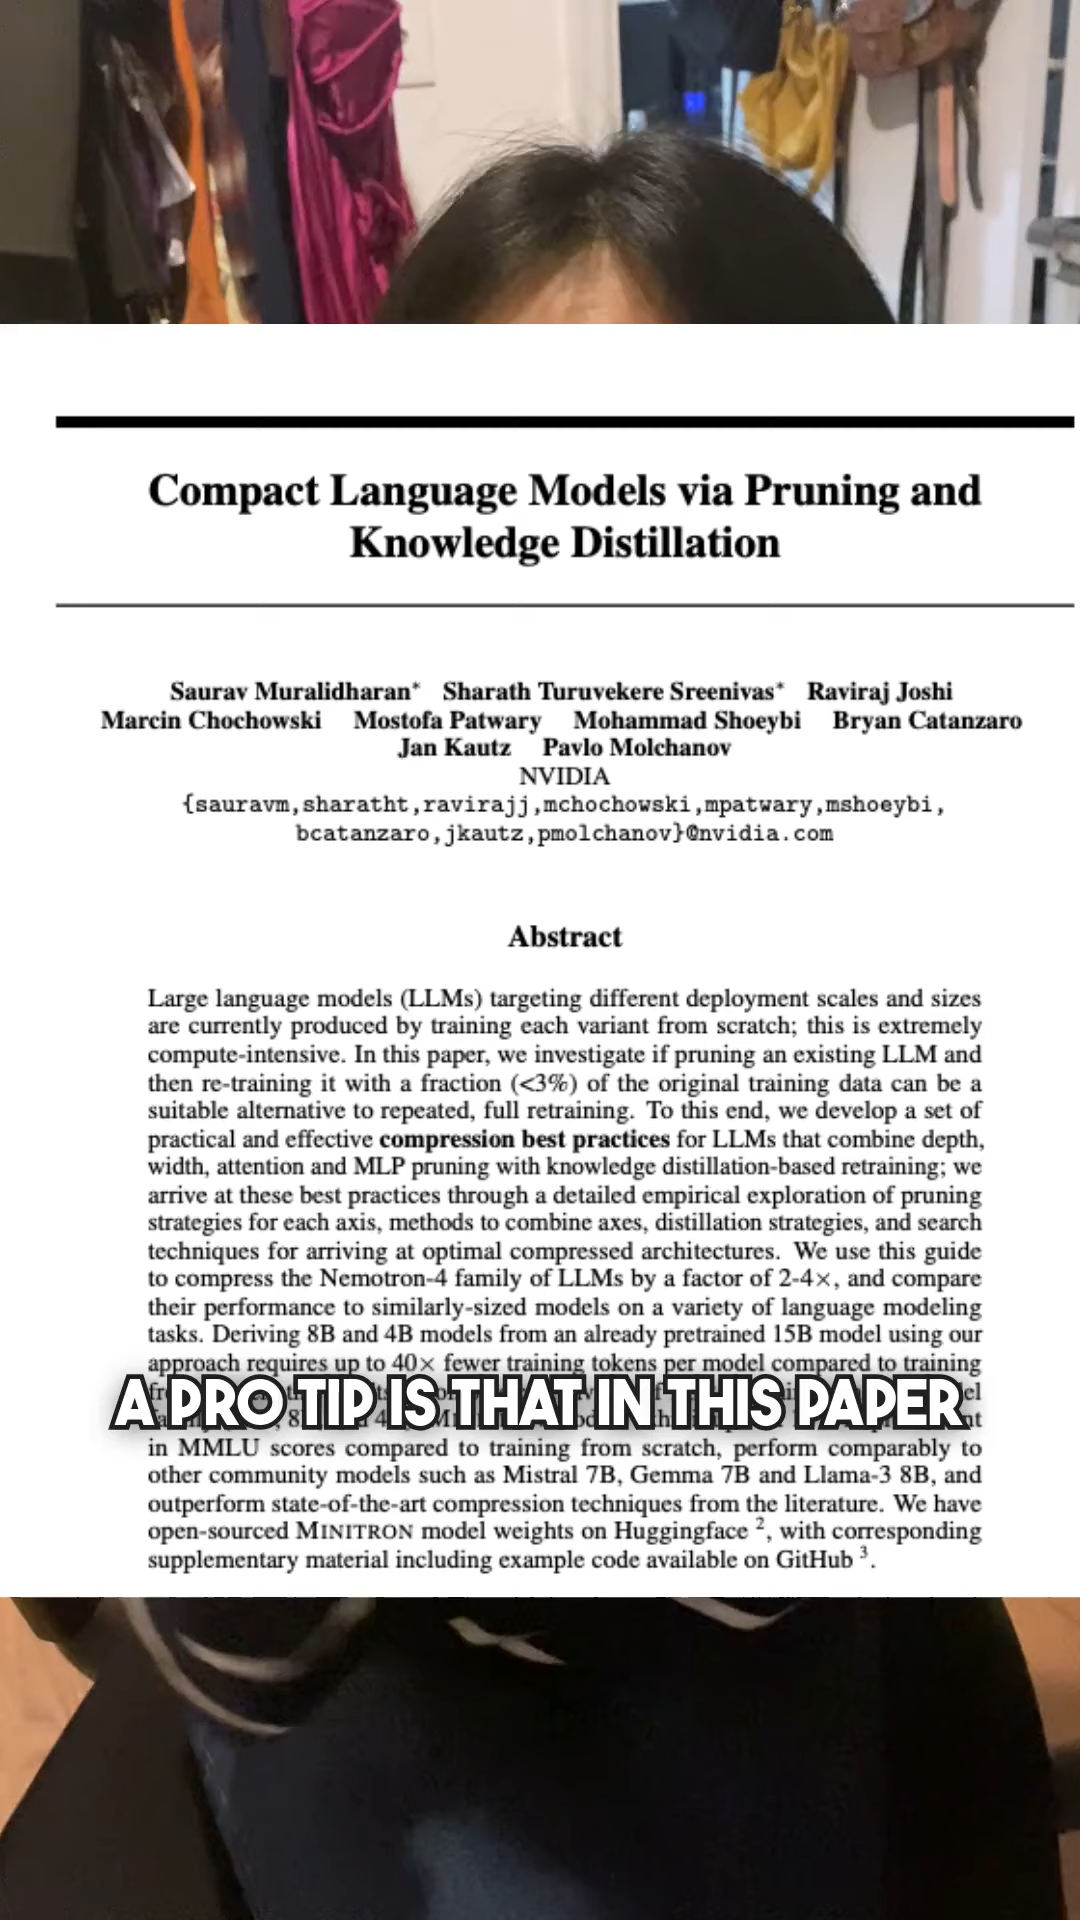 Compact Language Models via Pruning and
Knowledge Distillation
Saurav Muralidharan* Sharath Turuvekere Sreenivas* Raviraj Joshi
Marcin Chochowski Mostofa Patwary Mohammad Shoeybi Bryan Catanzaro
Jan Kautz Pavlo Molchanov
NVIDIA
{sauravm,sharatht,ravirajj,mchochowski,mpatwary,mshoeybi,
bcatanzaro,jkautz,pmolchanov}@nvidia.com
Abstract
Large language models (LLMs) targeting different deployment scales and sizes
are currently produced by training each variant from scratch; this is extremely
compute-intensive. In this paper, we investigate if pruning an existing LLM and
then re-training it with a fraction (<3%) of the original training data can be a
suitable alternative to repeated, full retraining. To this end, we develop a set of
practical and effective compression best practices for LLMs that combine depth,
width, attention and MLP pruning with knowledge distillation-based retraining; we
arrive at these best practices through a detailed empirical exploration of pruning
strategies for each axis, methods to combine axes, distillation strategies, and search
techniques for arriving at optimal compressed architectures. We use this guide
to compress the Nemotron-4 family of LLMs by a factor of 2-4×, and compare
their performance to similarly-sized models on a variety of language modeling
tasks. Deriving 8B and 4B models from an already pretrained 15B model using our
approach requires up to 40× fewer training tokens per model compared to training
A PRO TIP IS THAT IN THIS PAPER
in MMLU scores compared to training from scratch, perform comparably to
other community models such as Mistral 7B, Gemma 7B and Llama-3 8B, and
outperform state-of-the-art compression techniques from the literature. We have
open-sourced MINITRON model weights on Huggingface ², with corresponding
supplementary material including example code available on GitHub ³.